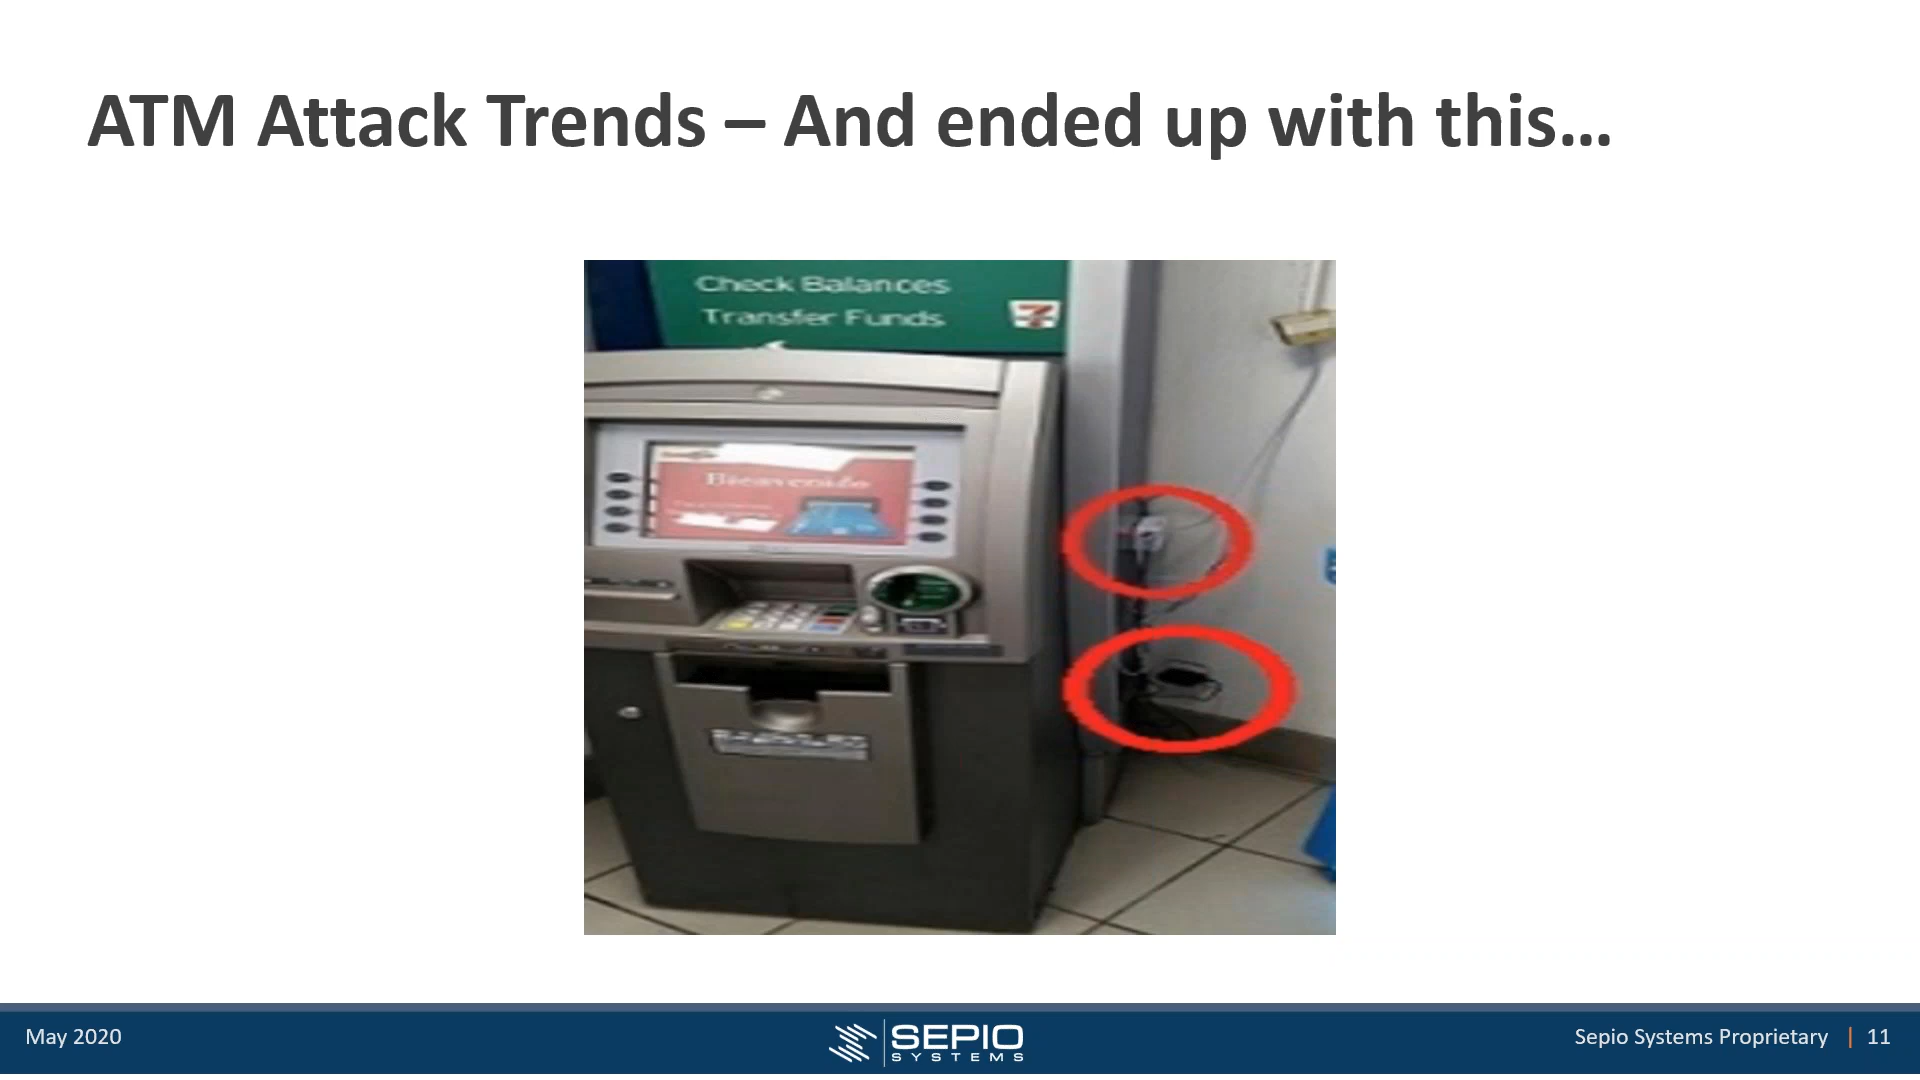 ATM Attack Trends – And ended up with this…
Check Balances
Transfer Funds
7
Bienvenido
May 2020
SEPIO
SYSTEMS
Sepio Systems Proprietary | 11